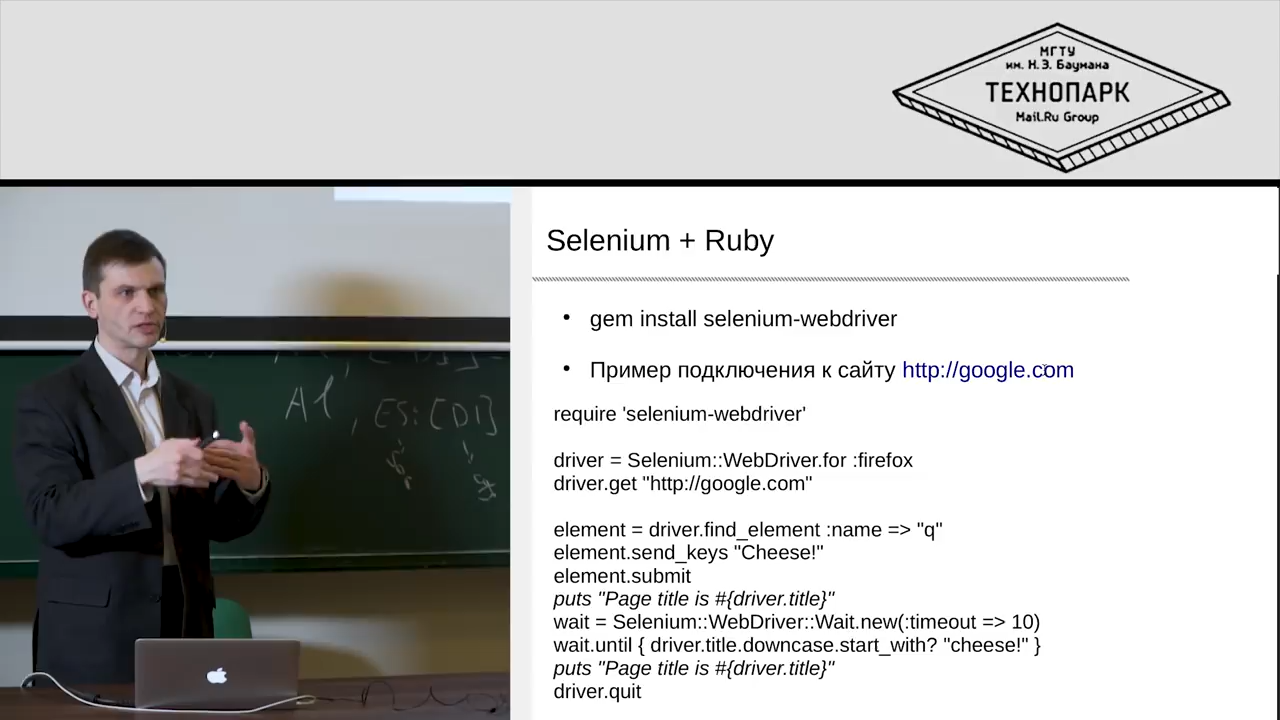 МГТУ
им. Н.Э. Баумана
ТЕХНОПАРК
Mail.Ru Group
Selenium + Ruby
• gem install selenium-webdriver
• Пример подключения к сайту http://google.com
require 'selenium-webdriver'
driver = Selenium::WebDriver.for :firefox
driver.get "http://google.com"
element = driver.find_element :name => "q"
element.send_keys "Cheese!"
element.submit
puts "Page title is #{driver.title}"
wait = Selenium::WebDriver::Wait.new(:timeout => 10)
wait.until { driver.title.downcase.start_with? "cheese!" }
puts "Page title is #{driver.title}"
driver.quit